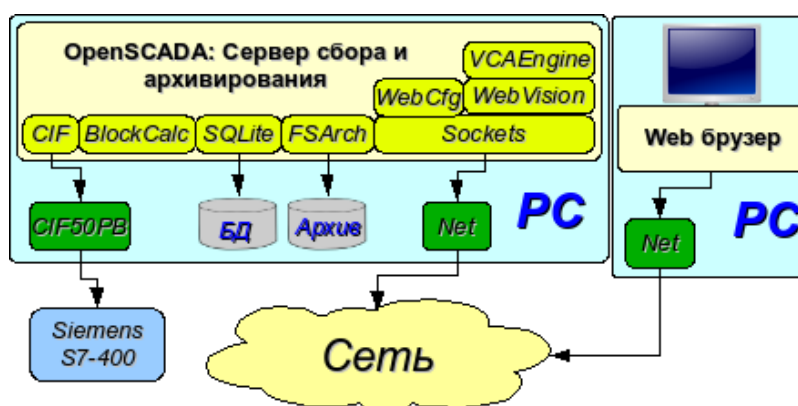 OpenSCADA: Сервер сбора и
архивирования
VCAEngine
WebCfg
WebVision
CIF
BlockCalc
SQLite
FSArch
Sockets
CIF50PB
БД
Архив
Net
PC
Siemens
S7-400
Сеть
Web брузер
Net
PC